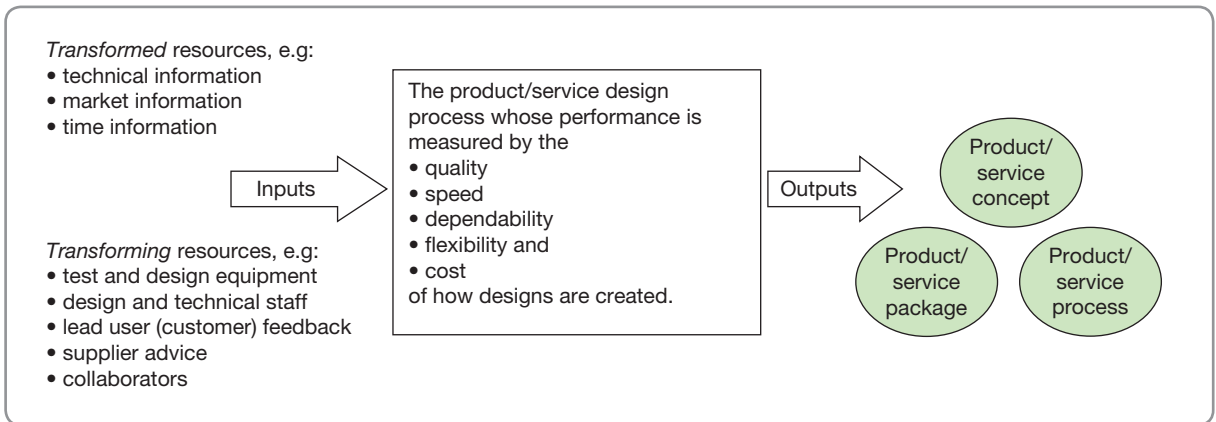 Transformed resources, e.g:
• technical information
• market information
• time information
Inputs
Transforming resources, e.g:
• test and design equipment
• design and technical staff
• lead user (customer) feedback
• supplier advice
• collaborators
The product/service design
process whose performance is
measured by the
• quality
• speed
• dependability
• flexibility and
• cost
of how designs are created.
Outputs
Product/
service
concept
Product/
service
package
Product/
service
process